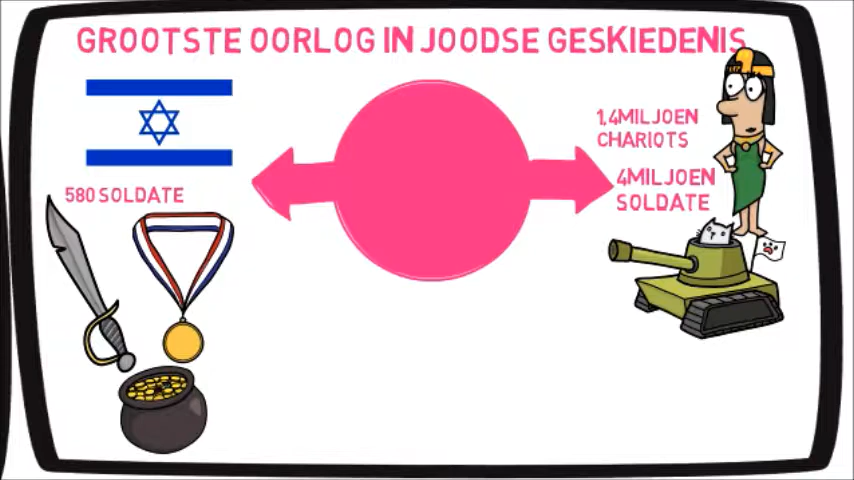 GROOTSTE OORLOG IN JOODSE GESKIEDENIS
580 SOLDATE
1,4MILJOEN
CHARIOTS
4MILJOEN
SOLDATE